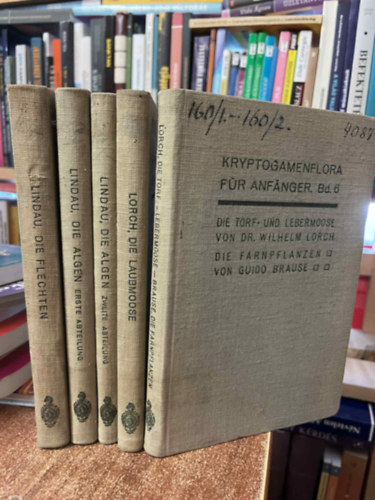 LINDAU, DIE FLECHTEN
LINDAU, DIE ALGEN ERSTE ABTEILUNG
LINDAU, DIE ALGEN ZWEITE ABTEILUNG
LORCH, DIE LAUBMOOSE
LORCH, DIE TORF- – LEBERMOOSE – BRAUSE, DIE FARNPFLANZEN
160/1.-160/2.
4087
KRYPTOGAMENFLORA
FÜR ANFÄNGER, Bd. 6
DIE TORF- UND LEBERMOOSE
VON DR. WILHELM LORCH
DIE FARNPFLANZEN
VON GUIDO BRAUSE
KÉRDÉS